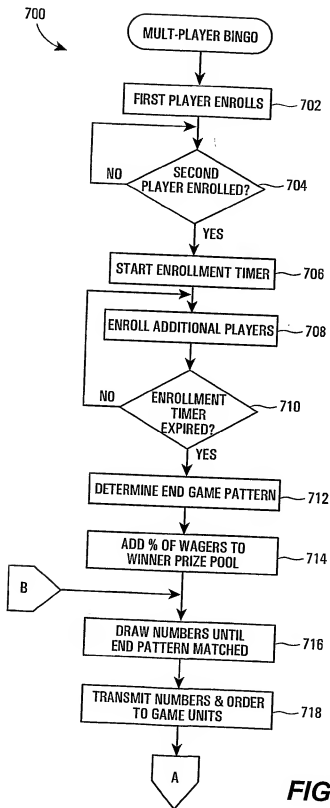 700
MULT-PLAYER BINGO
FIRST PLAYER ENROLLS
702
SECOND
PLAYER ENROLLED?
704
NO
YES
START ENROLLMENT TIMER
706
ENROLL ADDITIONAL PLAYERS
708
ENROLLMENT
TIMER
EXPIRED?
710
NO
YES
DETERMINE END GAME PATTERN
712
ADD % OF WAGERS TO
WINNER PRIZE POOL
714
B
DRAW NUMBERS UNTIL
END PATTERN MATCHED
716
TRANSMIT NUMBERS & ORDER
TO GAME UNITS
718
A
FIG